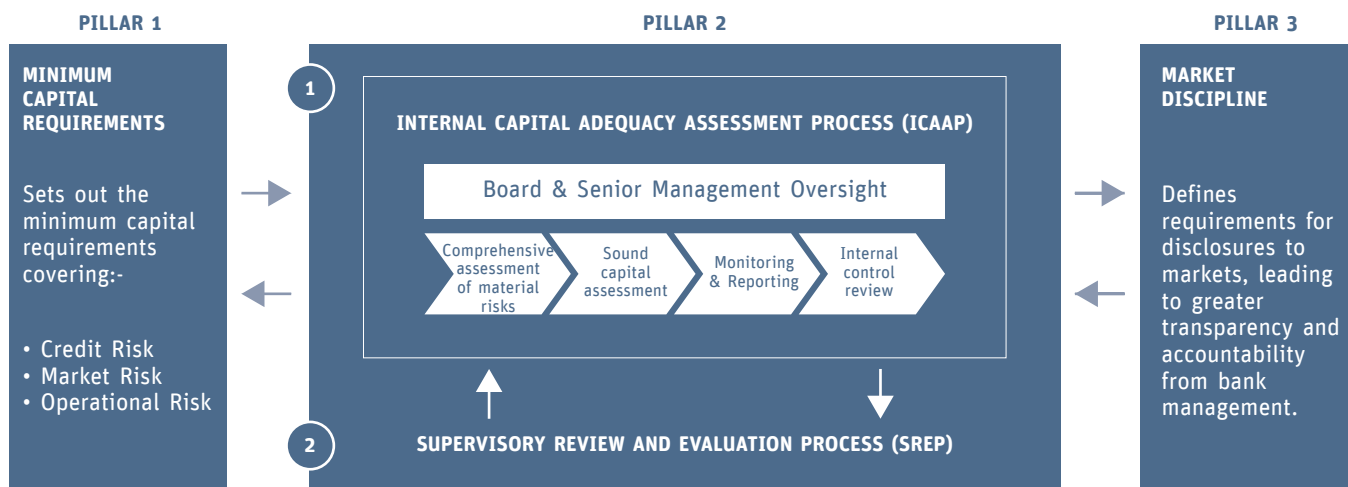 PILLAR 1
MINIMUM
CAPITAL
REQUIREMENTS
Sets out the
minimum capital
requirements
covering:-
• Credit Risk
• Market Risk
• Operational Risk
PILLAR 2
1
INTERNAL CAPITAL ADEQUACY ASSESSMENT PROCESS (ICAAP)
Board & Senior Management Oversight
Comprehensive
assessment
of material
risks
Sound
capital
assessment
Monitoring
& Reporting
Internal
control
review
2
SUPERVISORY REVIEW AND EVALUATION PROCESS (SREP)
PILLAR 3
MARKET
DISCIPLINE
Defines
requirements for
disclosures to
markets, leading
to greater
transparency and
accountability
from bank
management.